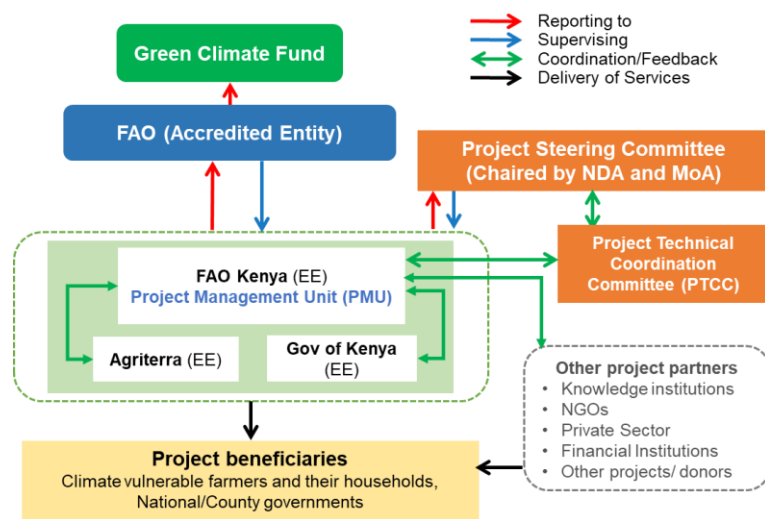 Reporting to
Supervising
Coordination/Feedback
Delivery of Services
Green Climate Fund
FAO (Accredited Entity)
Project Steering Committee
(Chaired by NDA and MoA)
Project Technical
Coordination
Committee (PTCC)
FAO Kenya (EE)
Project Management Unit (PMU)
Agriterra (EE)
Gov of Kenya
(EE)
Other project partners
• Knowledge institutions
• NGOs
• Private Sector
• Financial Institutions
• Other projects/ donors
Project beneficiaries
Climate vulnerable farmers and their households,
National/County governments